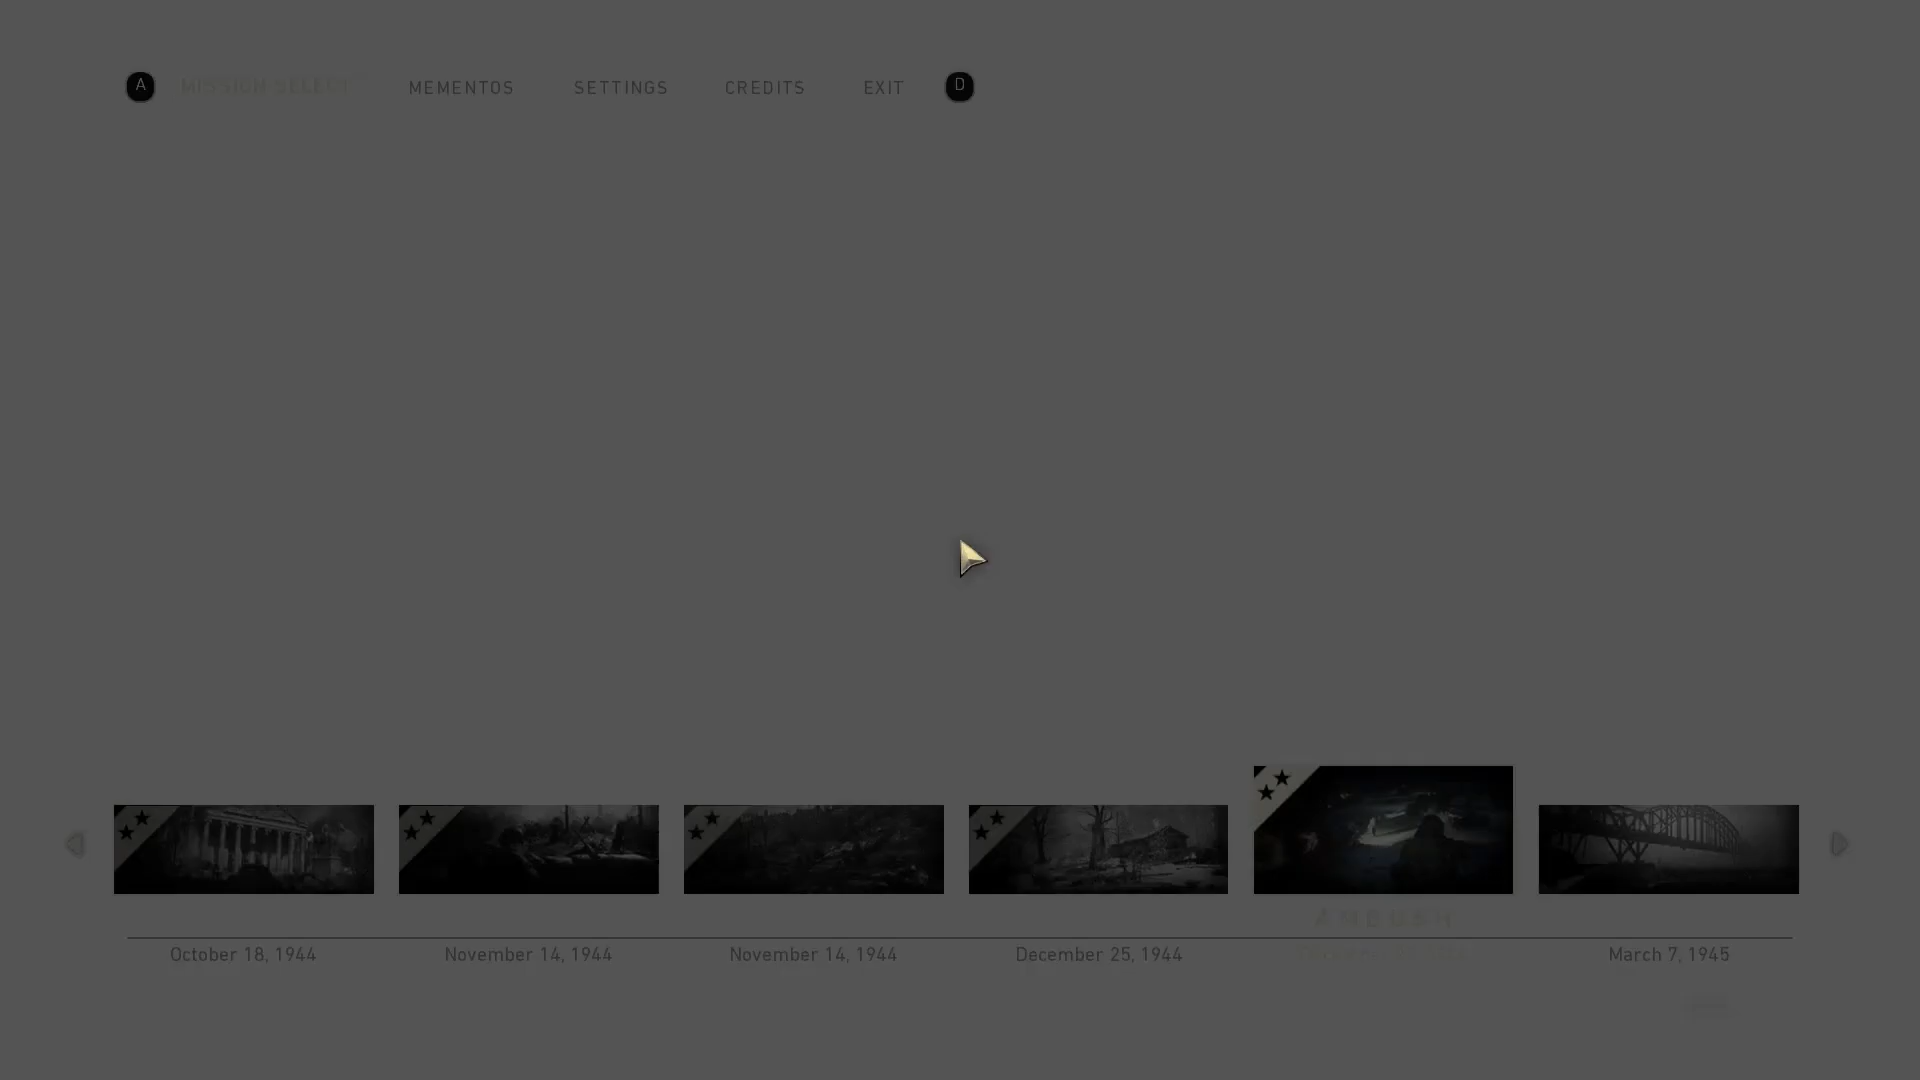 A MISSION SELECT MEMENTOS SETTINGS CREDITS EXIT D
AMBUSH
October 18, 1944 November 14, 1944 November 14, 1944 December 25, 1944 March 7, 1945